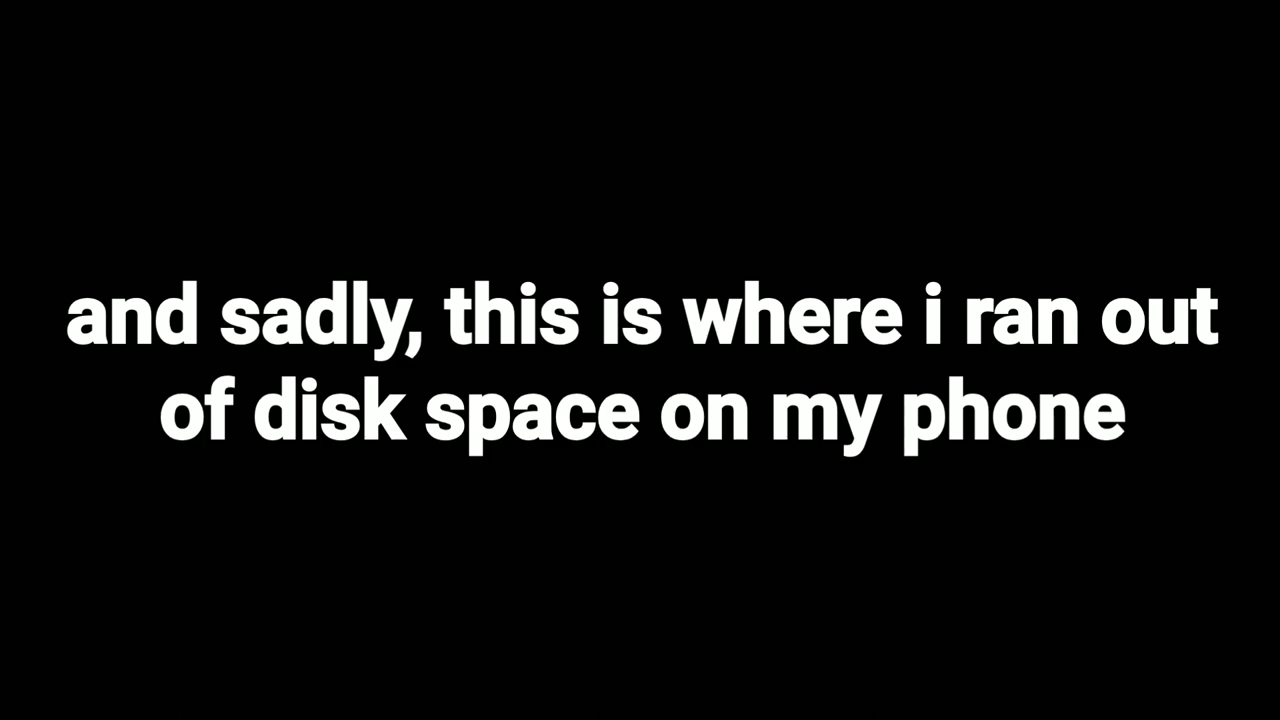 and sadly, this is where i ran out
of disk space on my phone